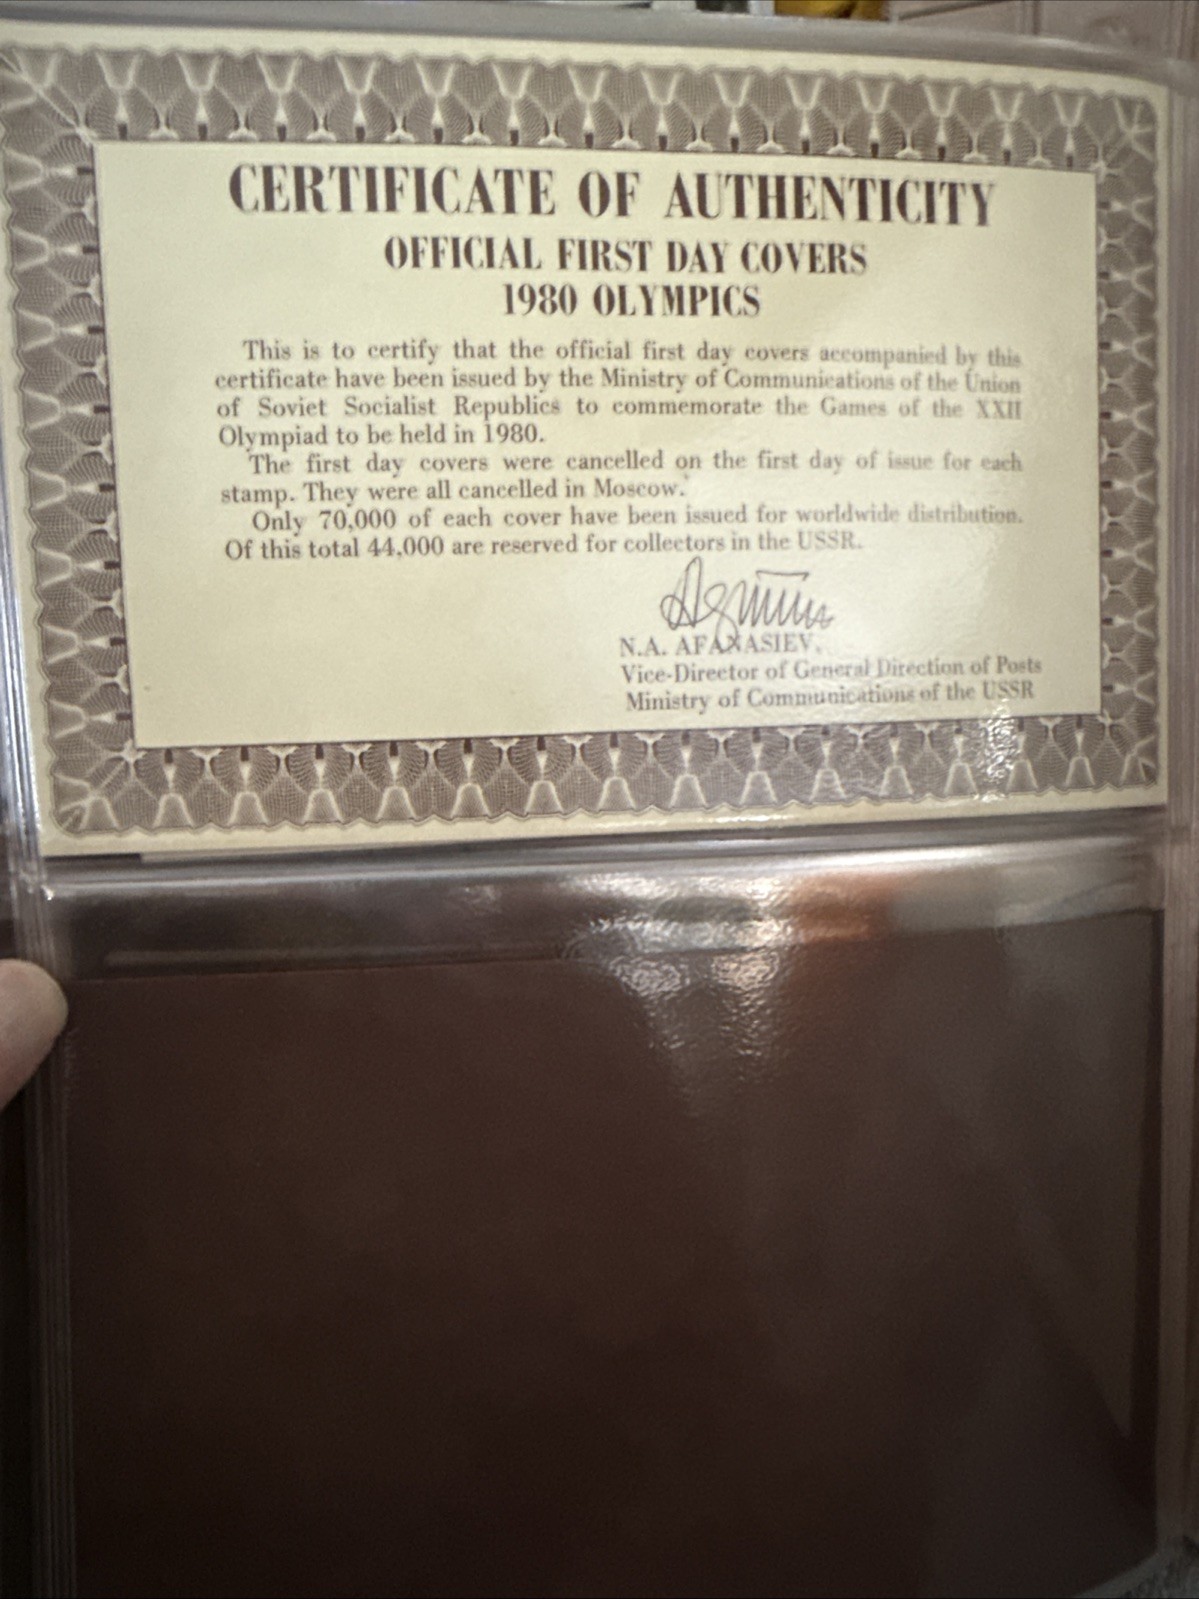 CERTIFICATE OF AUTHENTICITY
OFFICIAL FIRST DAY COVERS
1980 OLYMPICS
This is to certify that the official first day covers accompanied by this
certificate have been issued by the Ministry of Communications of the Union
of Soviet Socialist Republics to commemorate the Games of the XXII
Olympiad to be held in 1980.
The first day covers were cancelled on the first day of issue for each
stamp. They were all cancelled in Moscow.
Only 70,000 of each cover have been issued for worldwide distribution.
Of this total 44,000 are reserved for collectors in the USSR.
N.A. AFANASIEV,
Vice-Director of General Direction of Posts
Ministry of Communications of the USSR